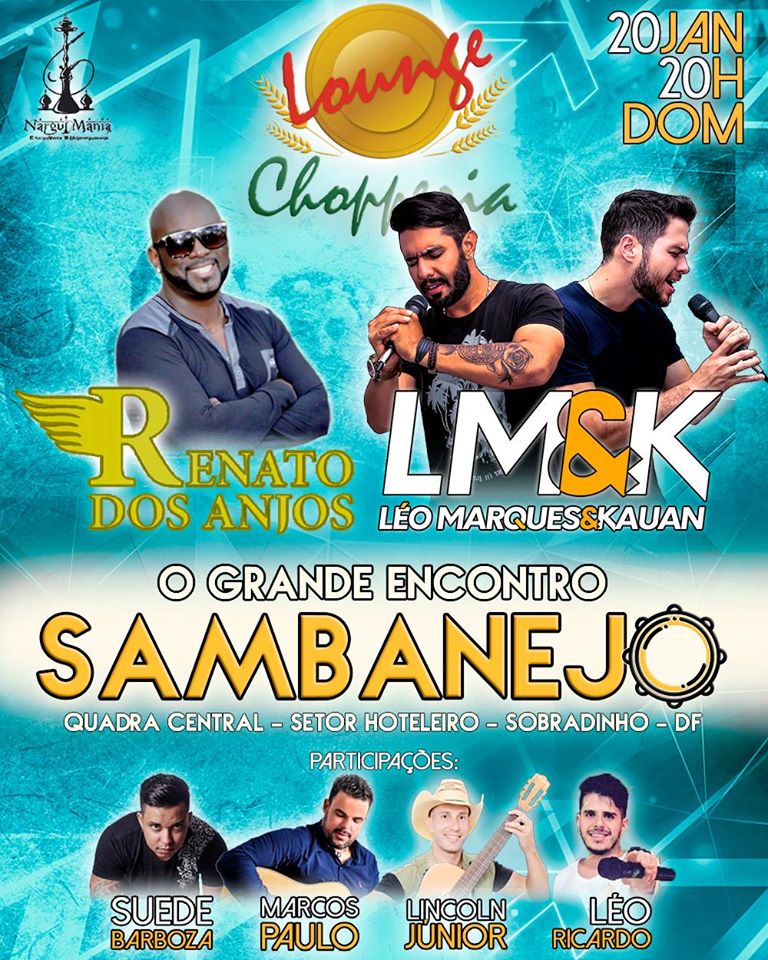 Lounge
Chopperia
20JAN
20H
DOM
Narguf Mania
RENATO
DOS ANJOS
LM&K
LÉO MARQUES&KAUAN
O GRANDE ENCONTRO
SAMBANEJO
QUADRA CENTRAL – SETOR HOTELEIRO – SOBRADINHO – DF
PARTICIPAÇÕES:
SUEDE
BARBOZA
MARCOS
PAULO
LINCOLN
JÚNIOR
LÉO
RICARDO